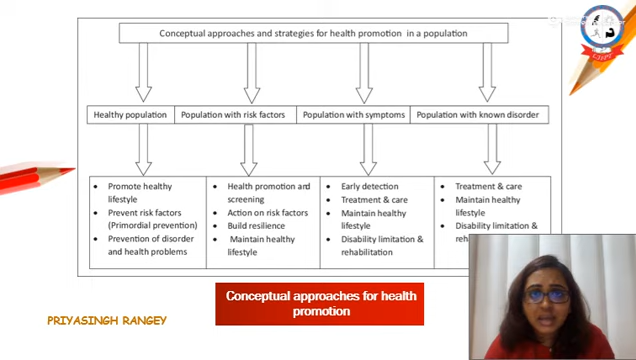 Conceptual approaches and strategies for health promotion in a population
Healthy population
Population with risk factors
Population with symptoms
Population with known disorder
• Promote healthy
lifestyle
• Prevent risk factors
(Primordial prevention)
• Prevention of disorder
and health problems
• Health promotion and
screening
• Action on risk factors
• Build resilience
• Maintain healthy
lifestyle
• Early detection
• Treatment & care
• Maintain healthy
lifestyle
• Disability limitation &
rehabilitation
• Treatment & care
• Maintain healthy
lifestyle
• Disability limitation &
Conceptual approaches for health
promotion
PRIYASINGH RANGEY